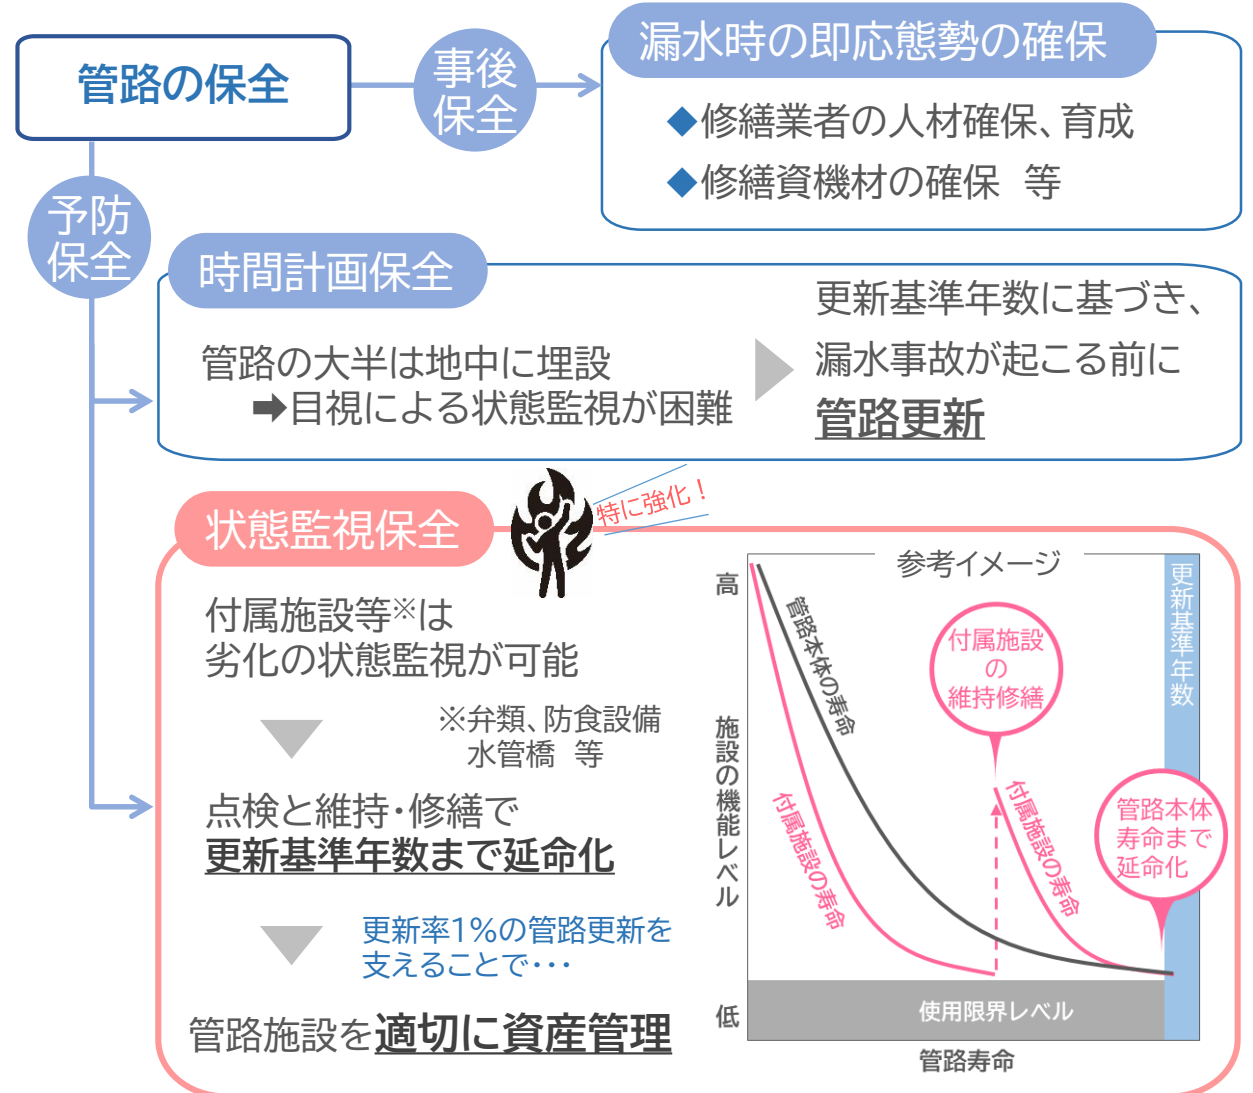 管路の保全
事後
保全
漏水時の即応態勢の確保
◆修繕業者の人材確保、育成
◆修繕資機材の確保　等
予防
保全
時間計画保全
管路の大半は地中に埋設
➡目視による状態監視が困難
更新基準年数に基づき、
漏水事故が起こる前に
管路更新
状態監視保全
特に強化！
付属施設等※は
劣化の状態監視が可能
※弁類、防食設備
水管橋　等
点検と維持・修繕で
更新基準年数まで延命化
更新率1%の管路更新を
支えることで・・・
管路施設を適切に資産管理
参考イメージ
高
施設の機能レベル
低
管路本体の寿命
付属施設の寿命
付属施設
の
維持修繕
付属施設の寿命
更新基準年数
管路本体
寿命まで
延命化
使用限界レベル
管路寿命